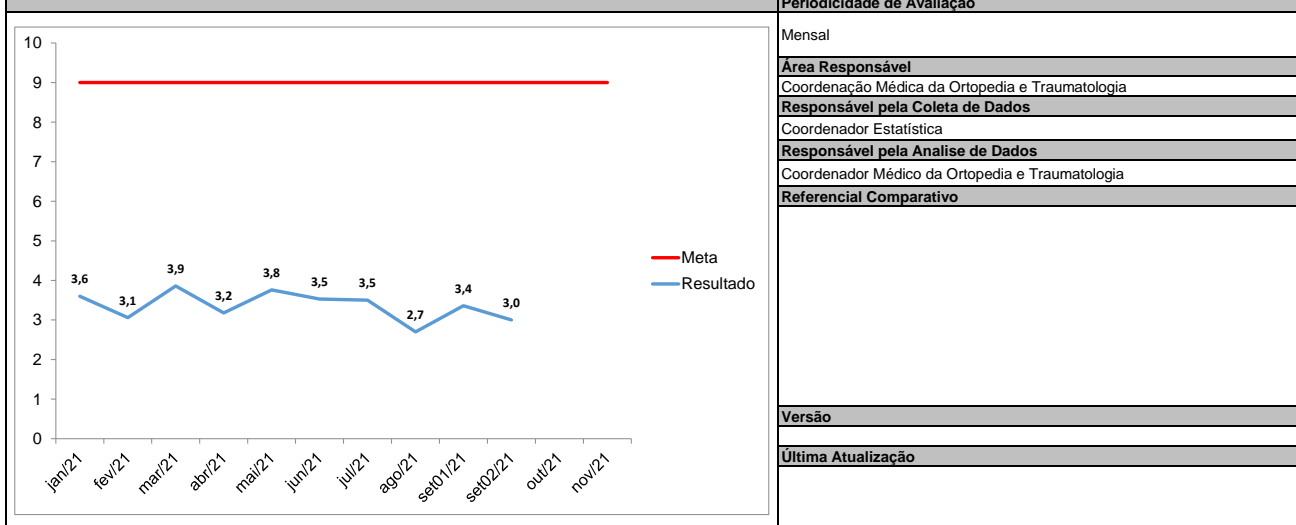 Periodicidade de Avaliação
Mensal
Área Responsável
Coordenação Médica da Ortopedia e Traumatologia
Responsável pela Coleta de Dados
Coordenador Estatística
Responsável pela Analise de Dados
Coordenador Médico da Ortopedia e Traumatologia
Referencial Comparativo
Versão
Última Atualização
10
9
8
7
6
5
4
3
2
1
0
3,6
3,1
3,9
3,2
3,8
3,5
3,5
2,7
3,4
3,0
jan/21
fev/21
mar/21
abr/21
mai/21
jun/21
jul/21
ago/21
set01/21
set02/21
out/21
nov/21
Meta
Resultado